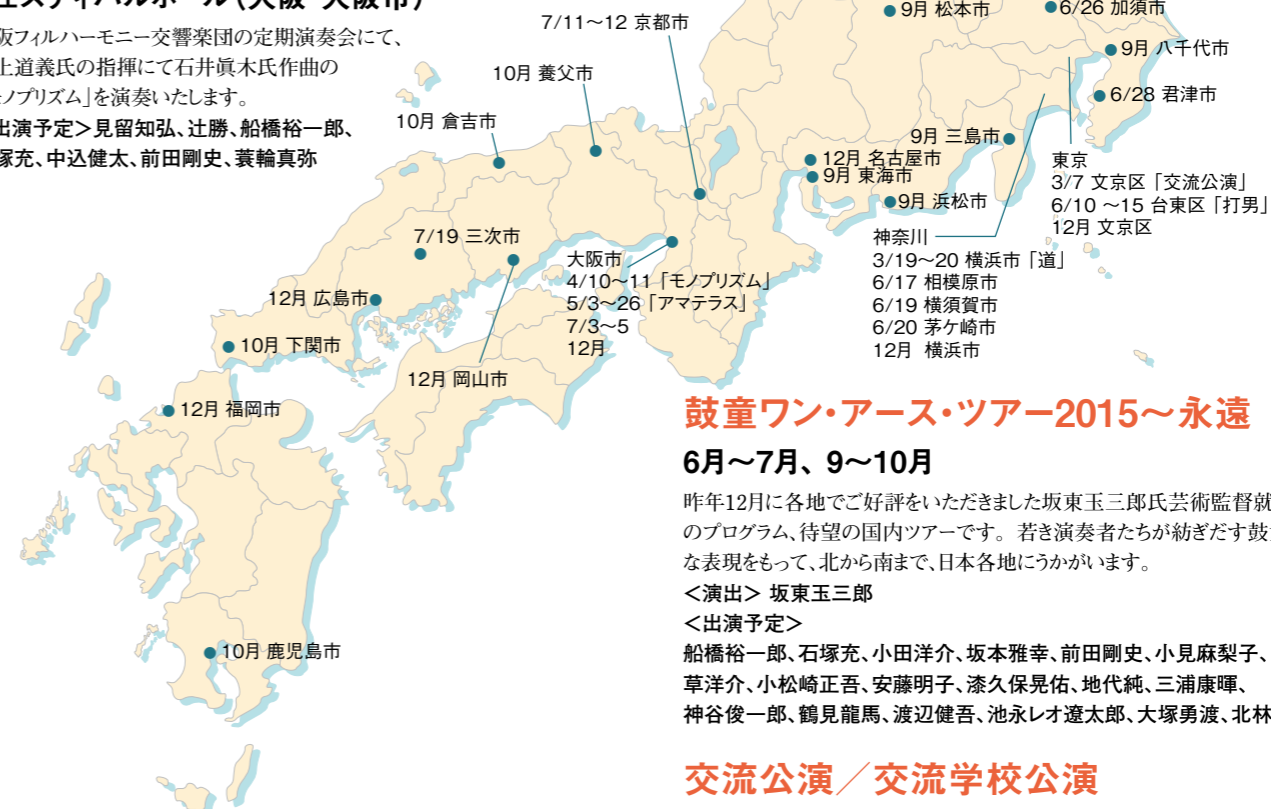 エスティバルホール（大阪 大阪市）
阪フィルハーモニー交響楽団の定期演奏会にて、
上道義氏の指揮にて石井眞木氏作曲の
ノプリズム」を演奏いたします。
出演予定＞見留知弘、辻勝、船橋裕一郎、
塚充、中込健太、前田剛史、蓑輪真弥
7/11〜12 京都市
10月 養父市
10月 倉吉市
9月 松本市
6/26 加須市
9月 八千代市
6/28 君津市
9月 三島市
12月 名古屋市
9月 東海市
9月 浜松市
東京
3/7 文京区「交流公演」
6/10 〜15 台東区「打男」
12月 文京区
神奈川
3/19〜20 横浜市「道」
6/17 相模原市
6/19 横須賀市
6/20 茅ケ崎市
12月 横浜市
7/19 三次市
大阪市
4/10〜11「モノプリズム」
5/3〜26「アマテラス」
7/3〜5
12月
12月 広島市
10月 下関市
12月 岡山市
12月 福岡市
10月 鹿児島市
鼓童ワン・アース・ツアー2015〜永遠
6月〜7月、9〜10月
昨年12月に各地でご好評をいただきました坂東玉三郎氏芸術監督就
のプログラム、待望の国内ツアーです。若き演奏者たちが紡ぎだす鼓
な表現をもって、北から南まで、日本各地にうかがいます。
＜演出＞ 坂東玉三郎
＜出演予定＞
船橋裕一郎、石塚充、小田洋介、坂本雅幸、前田剛史、小見麻梨子、
草洋介、小松崎正吾、安藤明子、漆久保晃佑、地代純、三浦康暉、
神谷俊一郎、鶴見龍馬、渡辺健吾、池永レオ遼太郎、大塚勇渡、北林
交流公演／交流学校公演